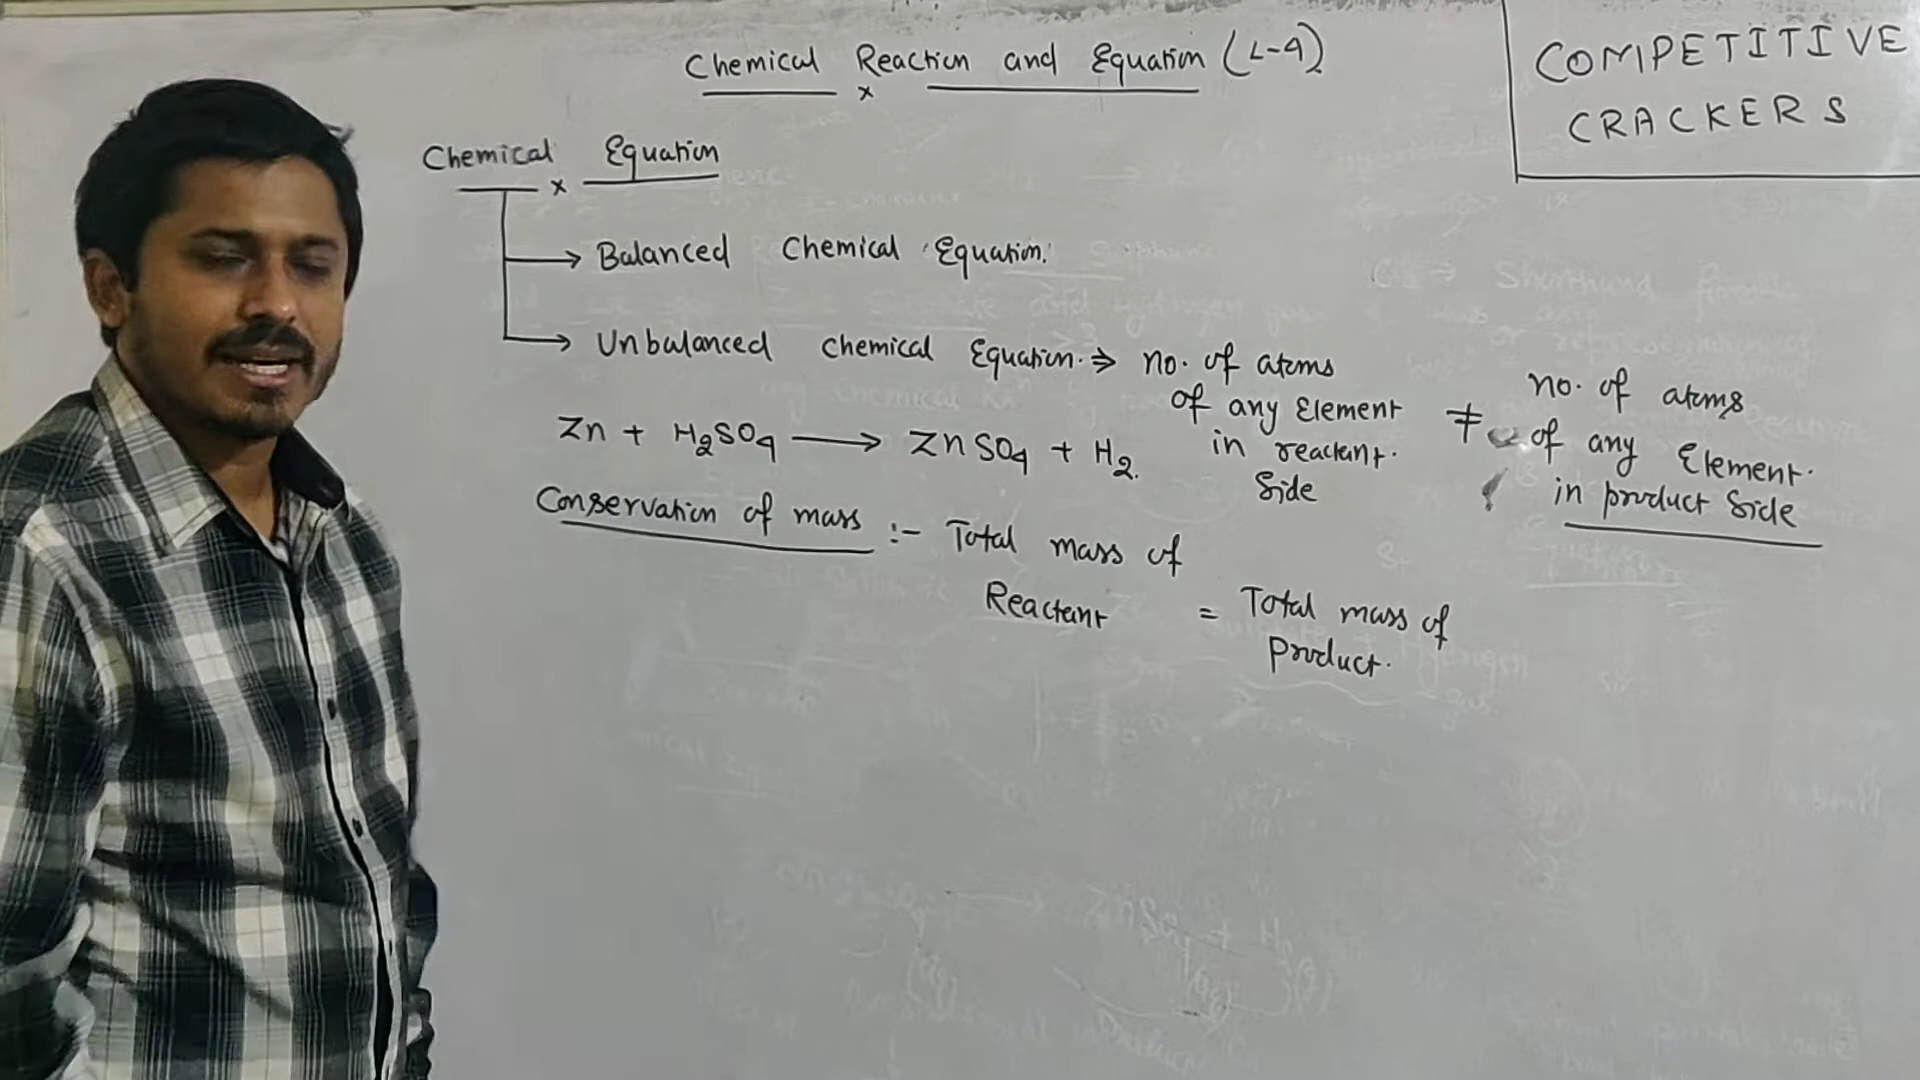 Chemical Reaction and Equation (L-4)
COMPETITIVE
CRACKERS
Chemical Equation
→ Balanced Chemical Equation.
→ Unbalanced chemical Equation. ⇒ no. of atoms
of any Element
in reactant.
Side
≠
no. of atoms
of any Element.
in product Side
Zn + H₂SO₄ ⟶ ZnSO₄ + H₂.
Conservation of mass :- Total mass of
Reactant = Total mass of
product.